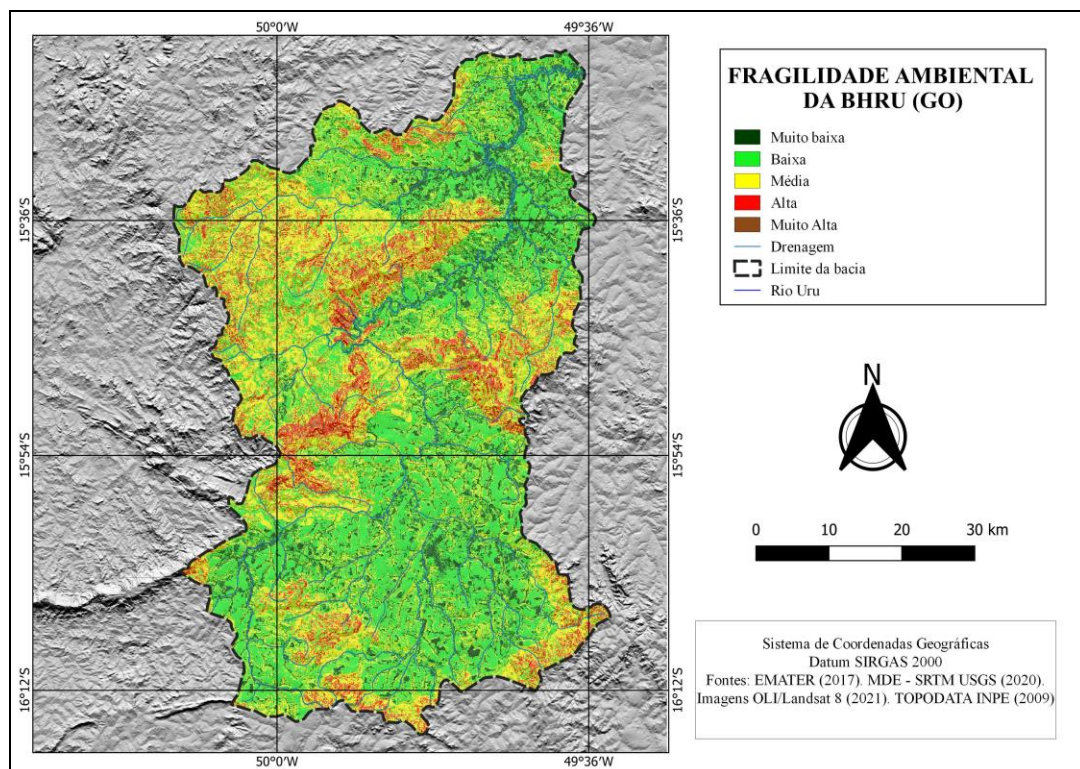 50°0'W
49°36'W
15°36'S
15°54'S
16°12'S
15°36'S
15°54'S
16°12'S
50°0'W
49°36'W
FRAGILIDADE AMBIENTAL
DA BHRU (GO)
Muito baixa
Baixa
Média
Alta
Muito Alta
Drenagem
Limite da bacia
Rio Uru
N
0 10 20 30 km
Sistema de Coordenadas Geográficas
Datum SIRGAS 2000
Fontes: EMATER (2017). MDE - SRTM USGS (2020).
Imagens OLI/Landsat 8 (2021). TOPODATA INPE (2009)